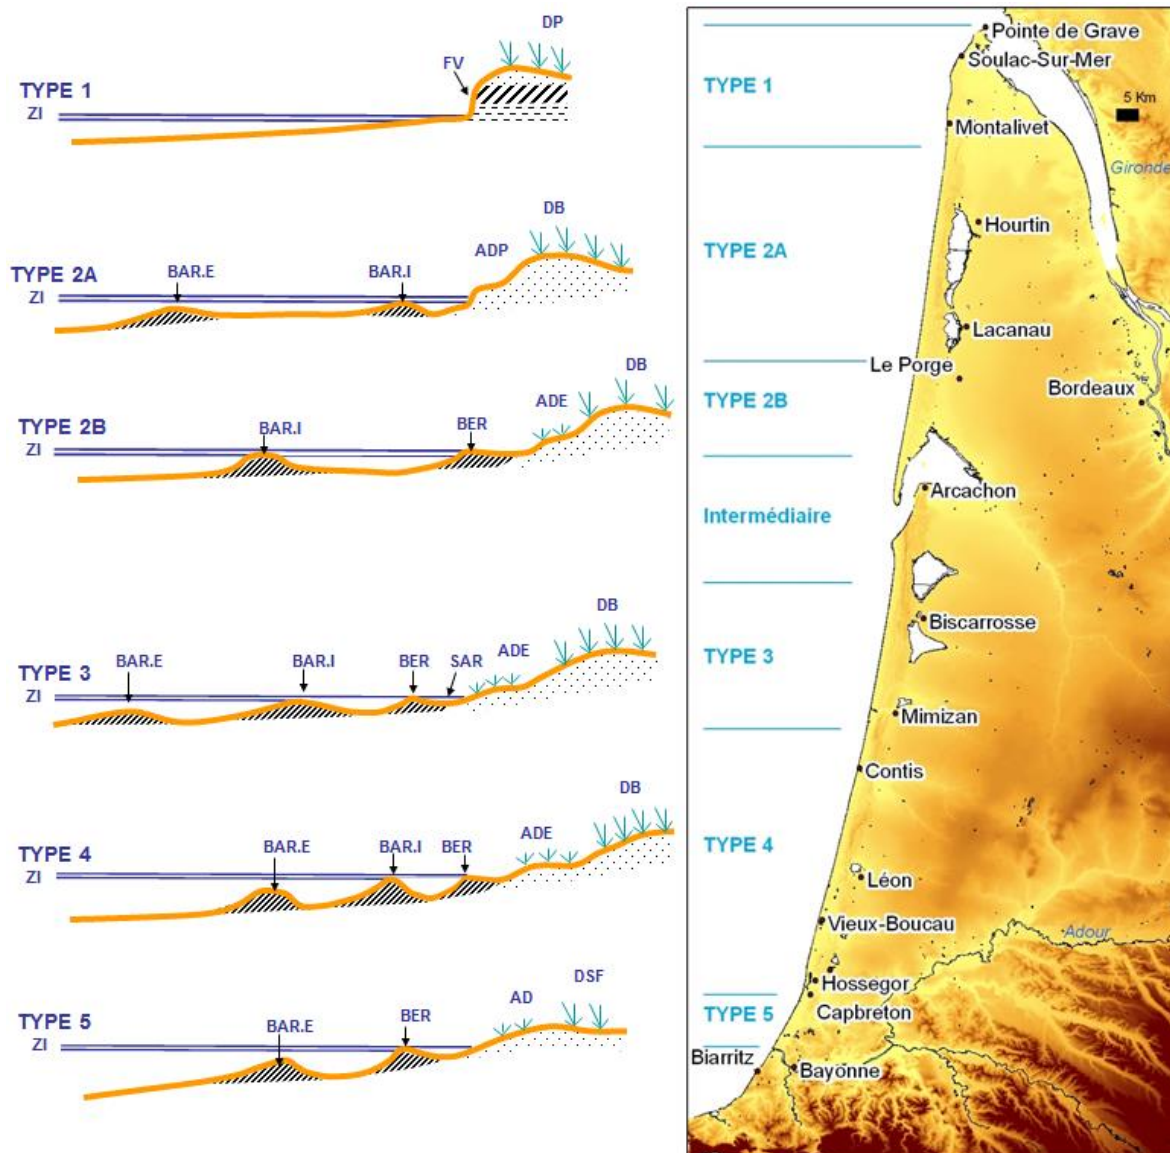 DP
FV
TYPE 1
ZI
DB
ADP
TYPE 2A
BAR.E
BAR.I
ZI
DB
ADE
TYPE 2B
BAR.I
BER
ZI
DB
ADE
TYPE 3
BAR.E
BAR.I
BER
SAR
ZI
DB
ADE
TYPE 4
BAR.E
BAR.I
BER
ZI
DSF
AD
TYPE 5
BAR.E
BER
ZI
Pointe de Grave
Soulac-Sur-Mer
TYPE 1
5 Km
Montalivet
Gironde
Hourtin
TYPE 2A
Lacanau
Le Porge
TYPE 2B
Bordeaux
Arcachon
Intermédiaire
Biscarrosse
TYPE 3
Mimizan
Contis
TYPE 4
Léon
Vieux-Boucau
Adour
Hossegor
Capbreton
TYPE 5
Biarritz
Bayonne